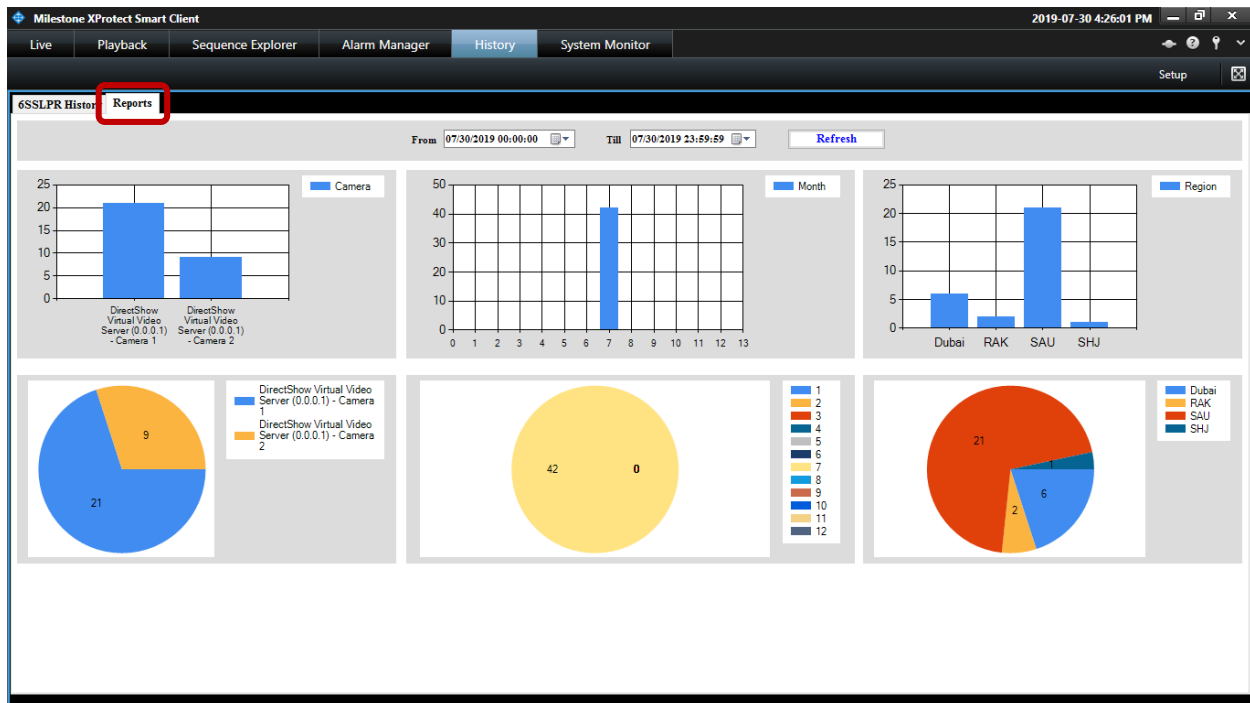 Milestone XProtect Smart Client
2019-07-30 4:26:01 PM
Live Playback Sequence Explorer Alarm Manager History System Monitor
Setup
6SSLPR History Reports
From 07/30/2019 00:00:00 Till 07/30/2019 23:59:59 Refresh
25
20
15
10
5
0
DirectShow
Virtual Video
Server (0.0.0.1)
- Camera 1
DirectShow
Virtual Video
Server (0.0.0.1)
- Camera 2
Camera
50
40
30
20
10
0
0 1 2 3 4 5 6 7 8 9 10 11 12 13
Month
25
20
15
10
5
0
Dubai RAK SAU SHJ
Region
9
21
DirectShow Virtual Video
Server (0.0.0.1) - Camera
1
DirectShow Virtual Video
Server (0.0.0.1) - Camera
2
42 0
1
2
3
4
5
6
7
8
9
10
11
12
21
1
6
2
Dubai
RAK
SAU
SHJ